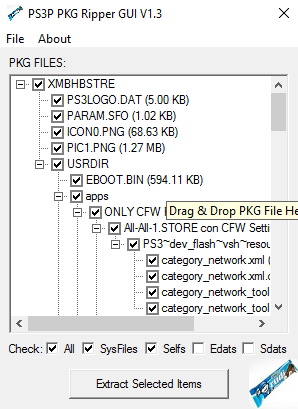 PS3P PKG Ripper GUI V1.3
File About
PKG FILES:
XMBHBSTRE
PS3LOGO.DAT (5.00 KB)
PARAM.SFO (1.02 KB)
ICON0.PNG (68.63 KB)
PIC1.PNG (1.27 MB)
USRDIR
EBOOT.BIN (594.11 KB)
apps
ONLY CFW
Drag & Drop PKG File He
All-All-1.STORE con CFW Setti
PS3~dev_flash~vsh~resou
category_network.xml (
category_network.xml.
category_network_tool
category_network_tool
Check: All SysFiles Selfs Edats Sdats
Extract Selected Items